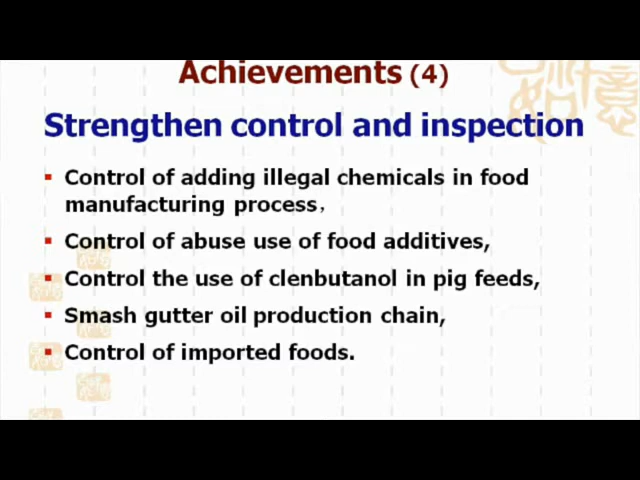 Achievements (4)
Strengthen control and inspection
▪ Control of adding illegal chemicals in food
manufacturing process,
▪ Control of abuse use of food additives,
▪ Control the use of clenbutanol in pig feeds,
▪ Smash gutter oil production chain,
▪ Control of imported foods.